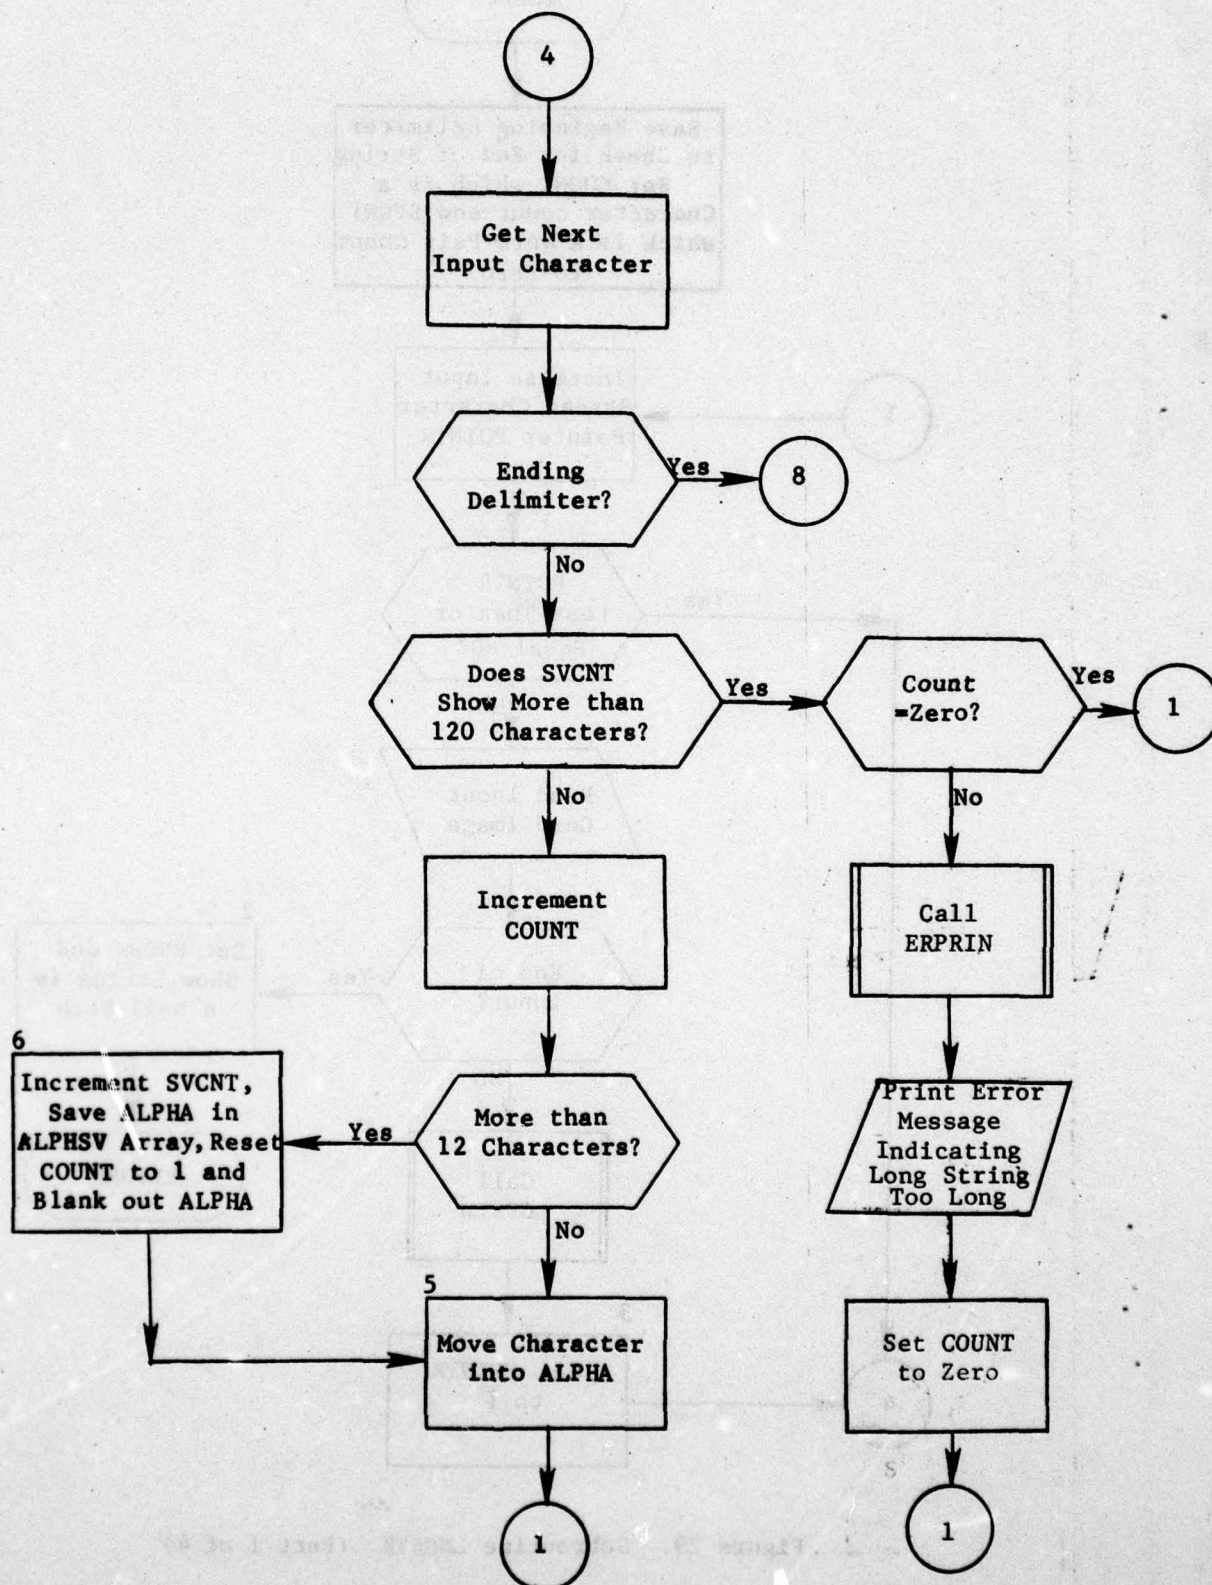 4
Get Next
Input Character
Ending
Delimiter?
Yes
8
No
Does SVCNT
Show More than
120 Characters?
Yes
Count
=Zero?
Yes
1
No
No
Increment
COUNT
Call
ERPRIN
6
Increment SVCNT,
Save ALPHA in
ALPHSV Array, Reset
COUNT to 1 and
Blank out ALPHA
Yes
More than
12 Characters?
Print Error
Message
Indicating
Long String
Too Long
No
5
Move Character
into ALPHA
Set COUNT
to Zero
1
1